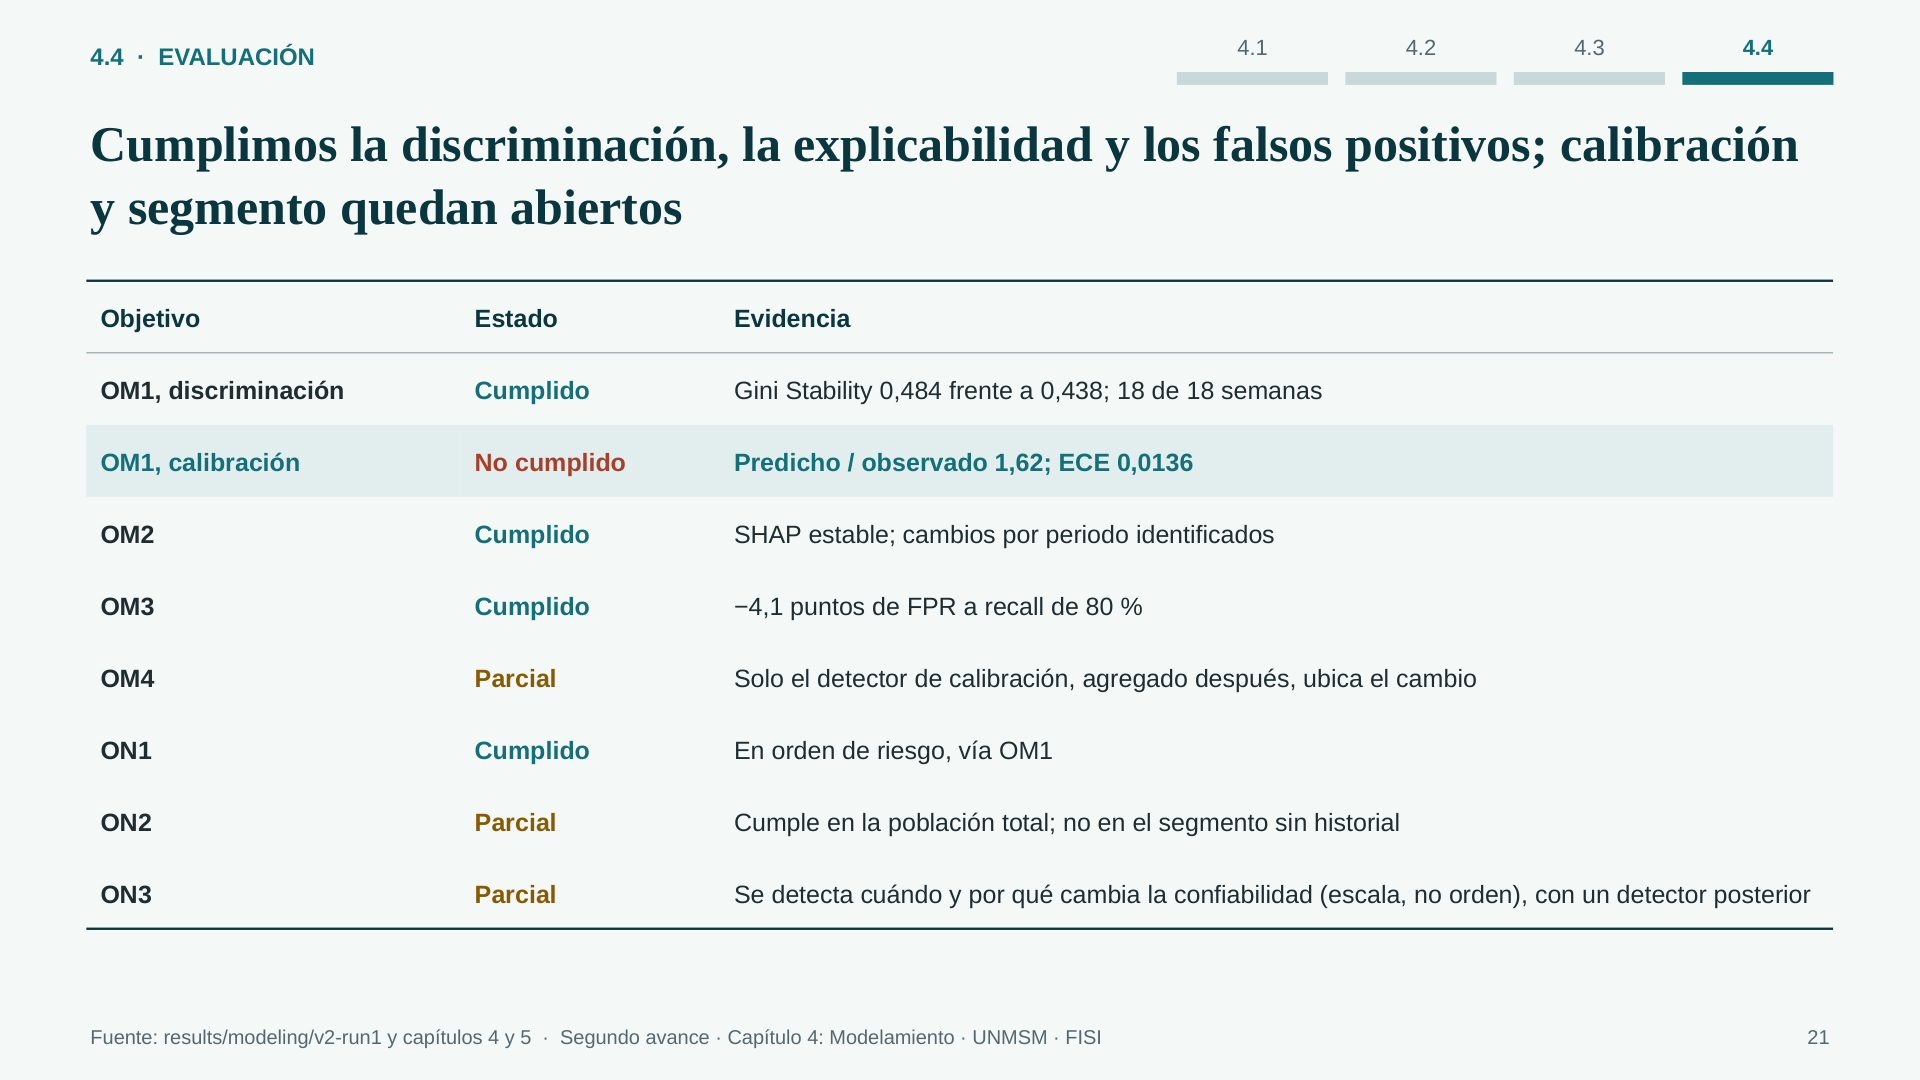 4.4 · EVALUACIÓN
4.1 4.2 4.3 4.4
Cumplimos la discriminación, la explicabilidad y los falsos positivos; calibración
y segmento quedan abiertos
Objetivo Estado Evidencia
OM1, discriminación Cumplido Gini Stability 0,484 frente a 0,438; 18 de 18 semanas
OM1, calibración No cumplido Predicho / observado 1,62; ECE 0,0136
OM2 Cumplido SHAP estable; cambios por periodo identificados
OM3 Cumplido −4,1 puntos de FPR a recall de 80 %
OM4 Parcial Solo el detector de calibración, agregado después, ubica el cambio
ON1 Cumplido En orden de riesgo, vía OM1
ON2 Parcial Cumple en la población total; no en el segmento sin historial
ON3 Parcial Se detecta cuándo y por qué cambia la confiabilidad (escala, no orden), con un detector posterior
Fuente: results/modeling/v2-run1 y capítulos 4 y 5 · Segundo avance · Capítulo 4: Modelamiento · UNMSM · FISI 21